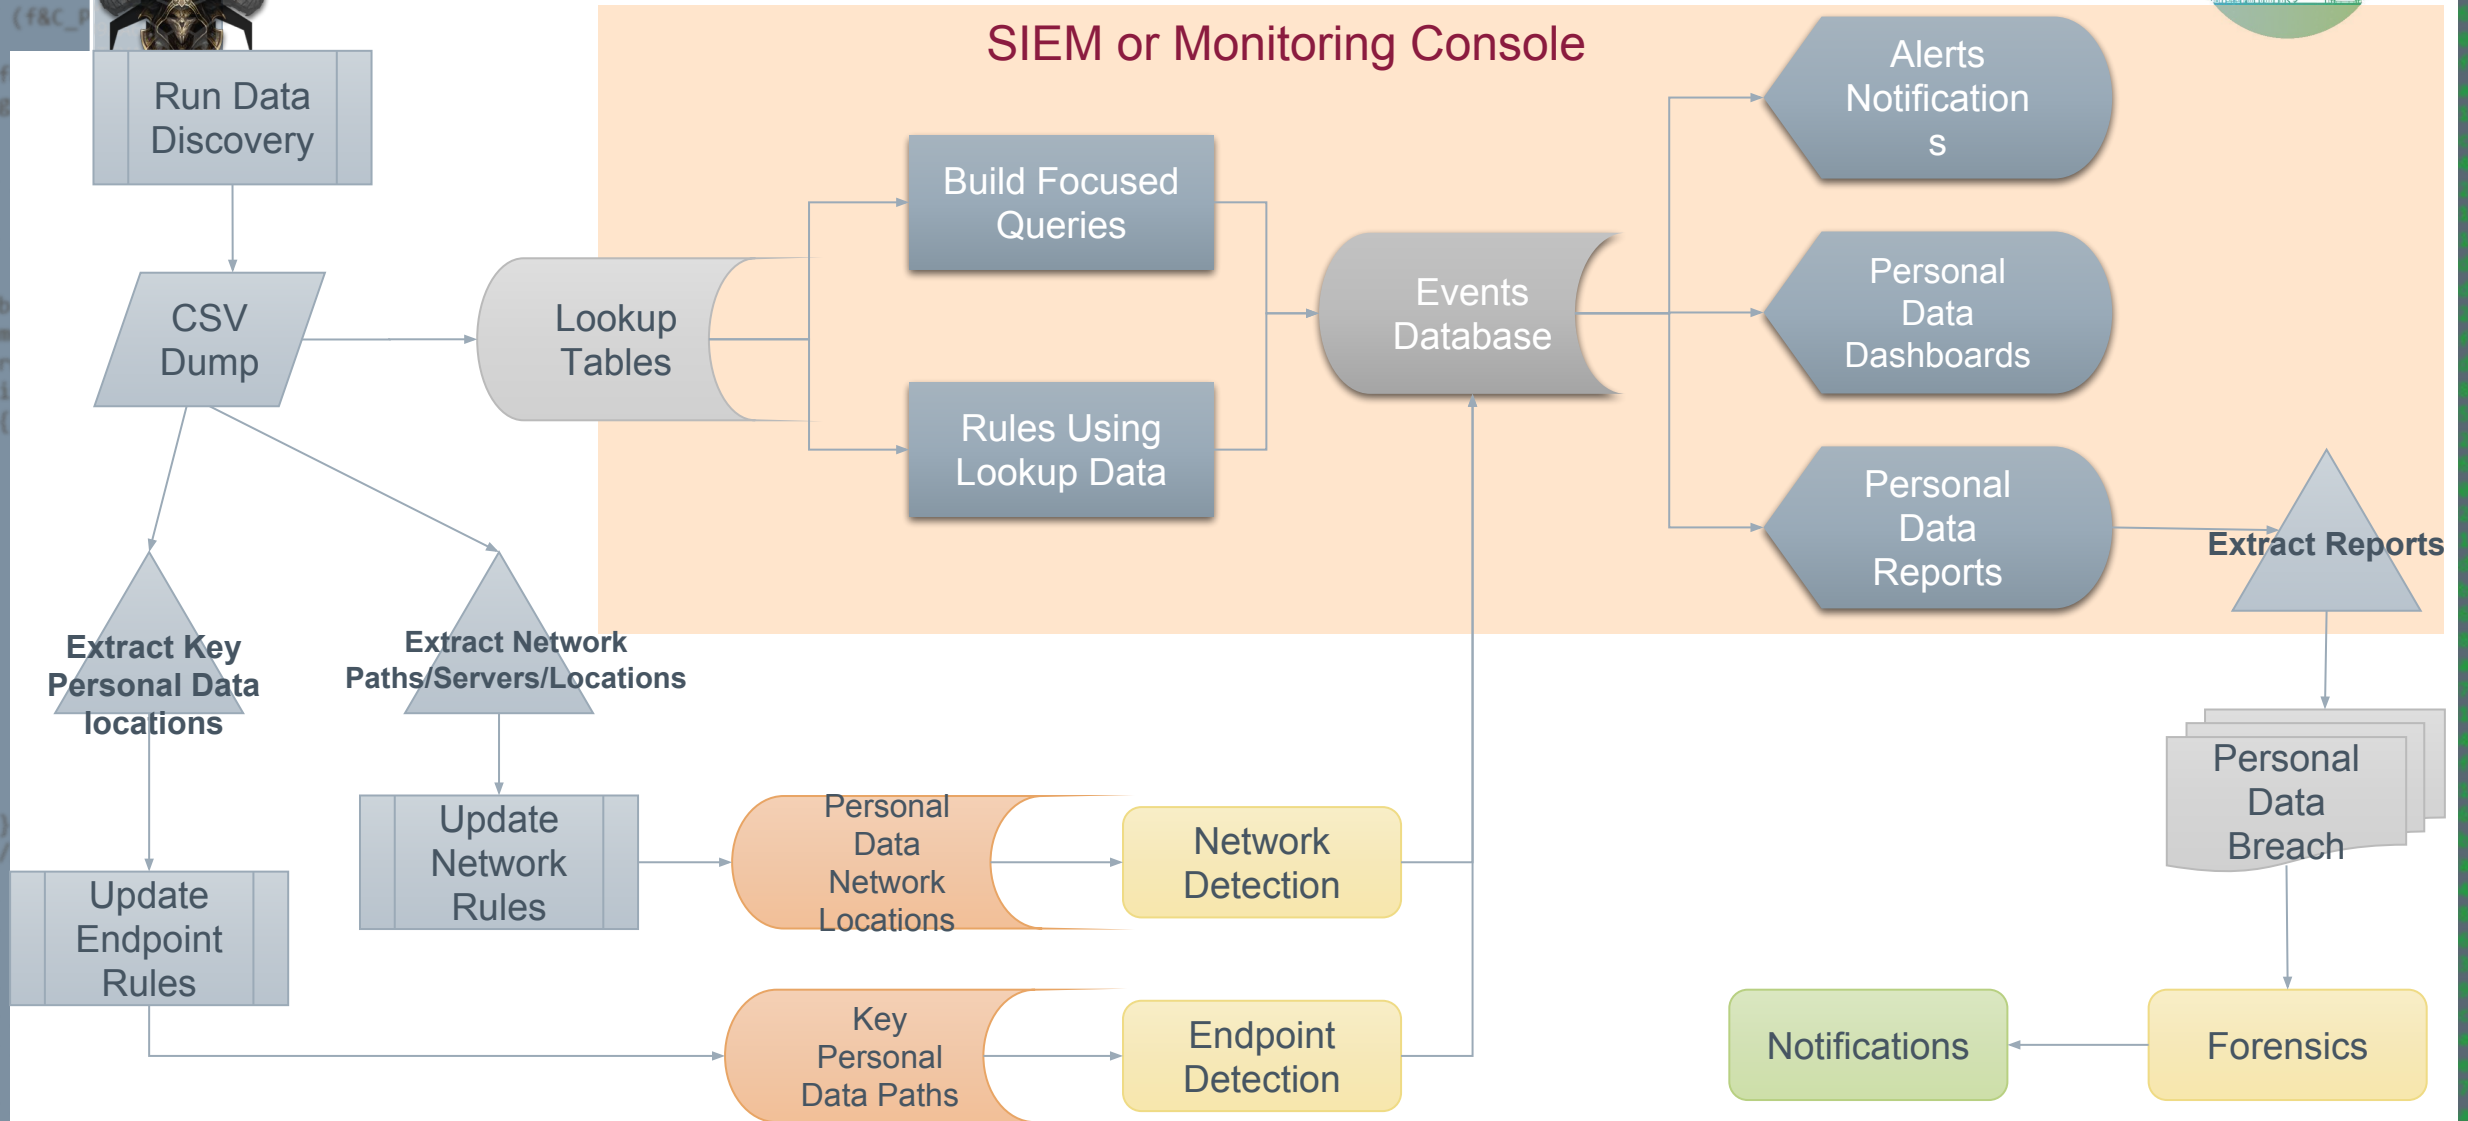 (f&C_P
SIEM or Monitoring Console
Run Data
Discovery
Alerts
Notification
s
Build Focused
Queries
CSV
Dump
Lookup
Tables
Events
Database
Personal
Data
Dashboards
Rules Using
Lookup Data
Personal
Data
Reports
Extract Reports
Extract Key
Personal Data
locations
Extract Network
Paths/Servers/Locations
Update
Network
Rules
Personal
Data
Network
Locations
Network
Detection
Personal
Data
Breach
Update
Endpoint
Rules
Key
Personal
Data Paths
Endpoint
Detection
Notifications
Forensics